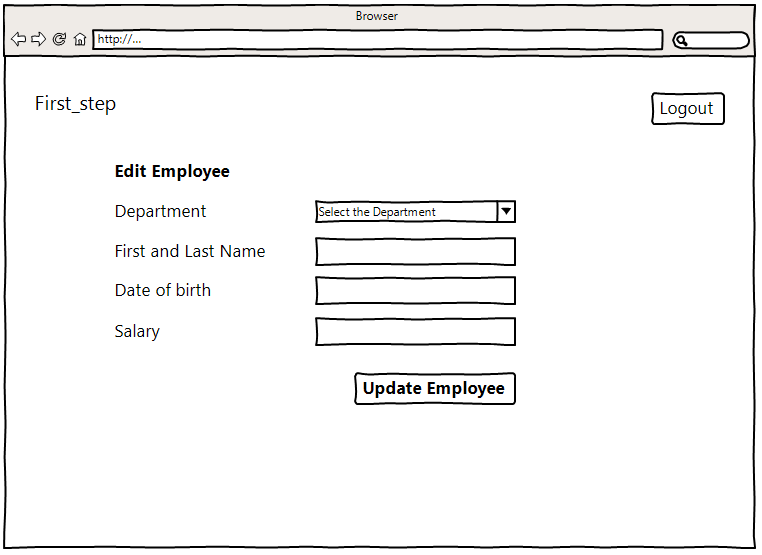 Browser
http://...
First_step
Logout
Edit Employee
Department
Select the Department
First and Last Name
Date of birth
Salary
Update Employee